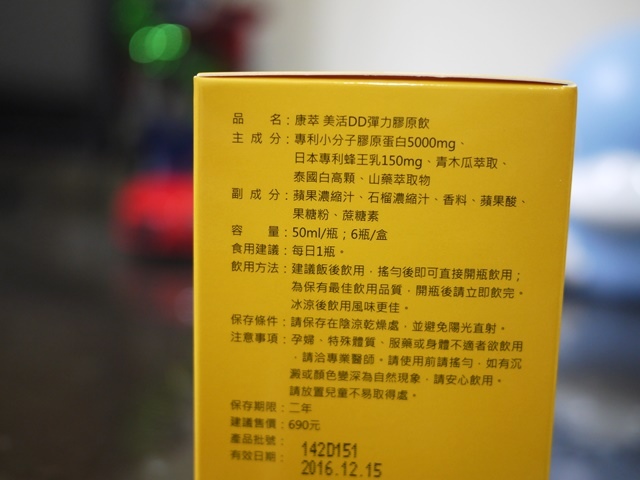 品　　名：康萃 美活DD彈力膠原飲
主 成 分：專利小分子膠原蛋白5000mg、
日本專利蜂王乳150mg、青木瓜萃取、
泰國白高顆、山藥萃取物
副 成 分：蘋果濃縮汁、石榴濃縮汁、香料、蘋果酸、
果糖粉、蔗糖素
容　　量：50ml/瓶；6瓶/盒
食用建議：每日1瓶。
飲用方法：建議飯後飲用，搖勻後即可直接開瓶飲用；
為保有最佳飲用品質，開瓶後請立即飲完。
冰涼後飲用風味更佳。
保存條件：請保存在陰涼乾燥處，並避免陽光直射。
注意事項：孕婦、特殊體質、服藥或身體不適者欲飲用
，請洽專業醫師。請使用前請搖勻，如有沉
澱或顏色變深為自然現象，請安心飲用。
請放置兒童不易取得處。
保存期限：二年
建議售價：690元
產品批號：142D151
有效日期：2016.12.15